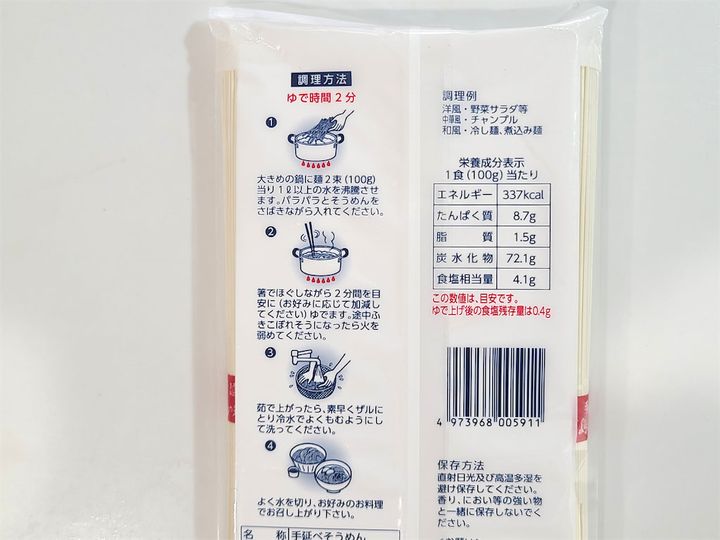 調理方法
ゆで時間2分
1
大きめの鍋に麺2束(100g)
当り1ℓ以上の水を沸騰させ
ます。パラパラとそうめんを
さばきながら入れてください。
2
箸でほぐしながら2分間を目
安に(お好みに応じて加減し
てください)ゆでます。途中ふ
きこぼれそうになったら火を
弱めてください。
3
茹で上がったら、素早くザルに
とり冷水でよくもむようにし
て洗ってください。
4
よく水を切り、お好みのお料理
でお召し上がり下さい。
名 称 手延べそうめん
調理例
洋風・野菜サラダ等
中華風・チャンプル
和風・冷し麺、煮込み麺
栄養成分表示
1食(100g)当たり
エネルギー 337kcal
たんぱく質 8.7g
脂 質 1.5g
炭水化物 72.1g
食塩相当量 4.1g
この数値は、目安です。
ゆで上げ後の食塩残存量は0.4g
4 973968 005911
保存方法
直射日光及び高温多湿を
避け保存してください。
香り、におい等の強い物
と一緒に保存しないでく
ださい。